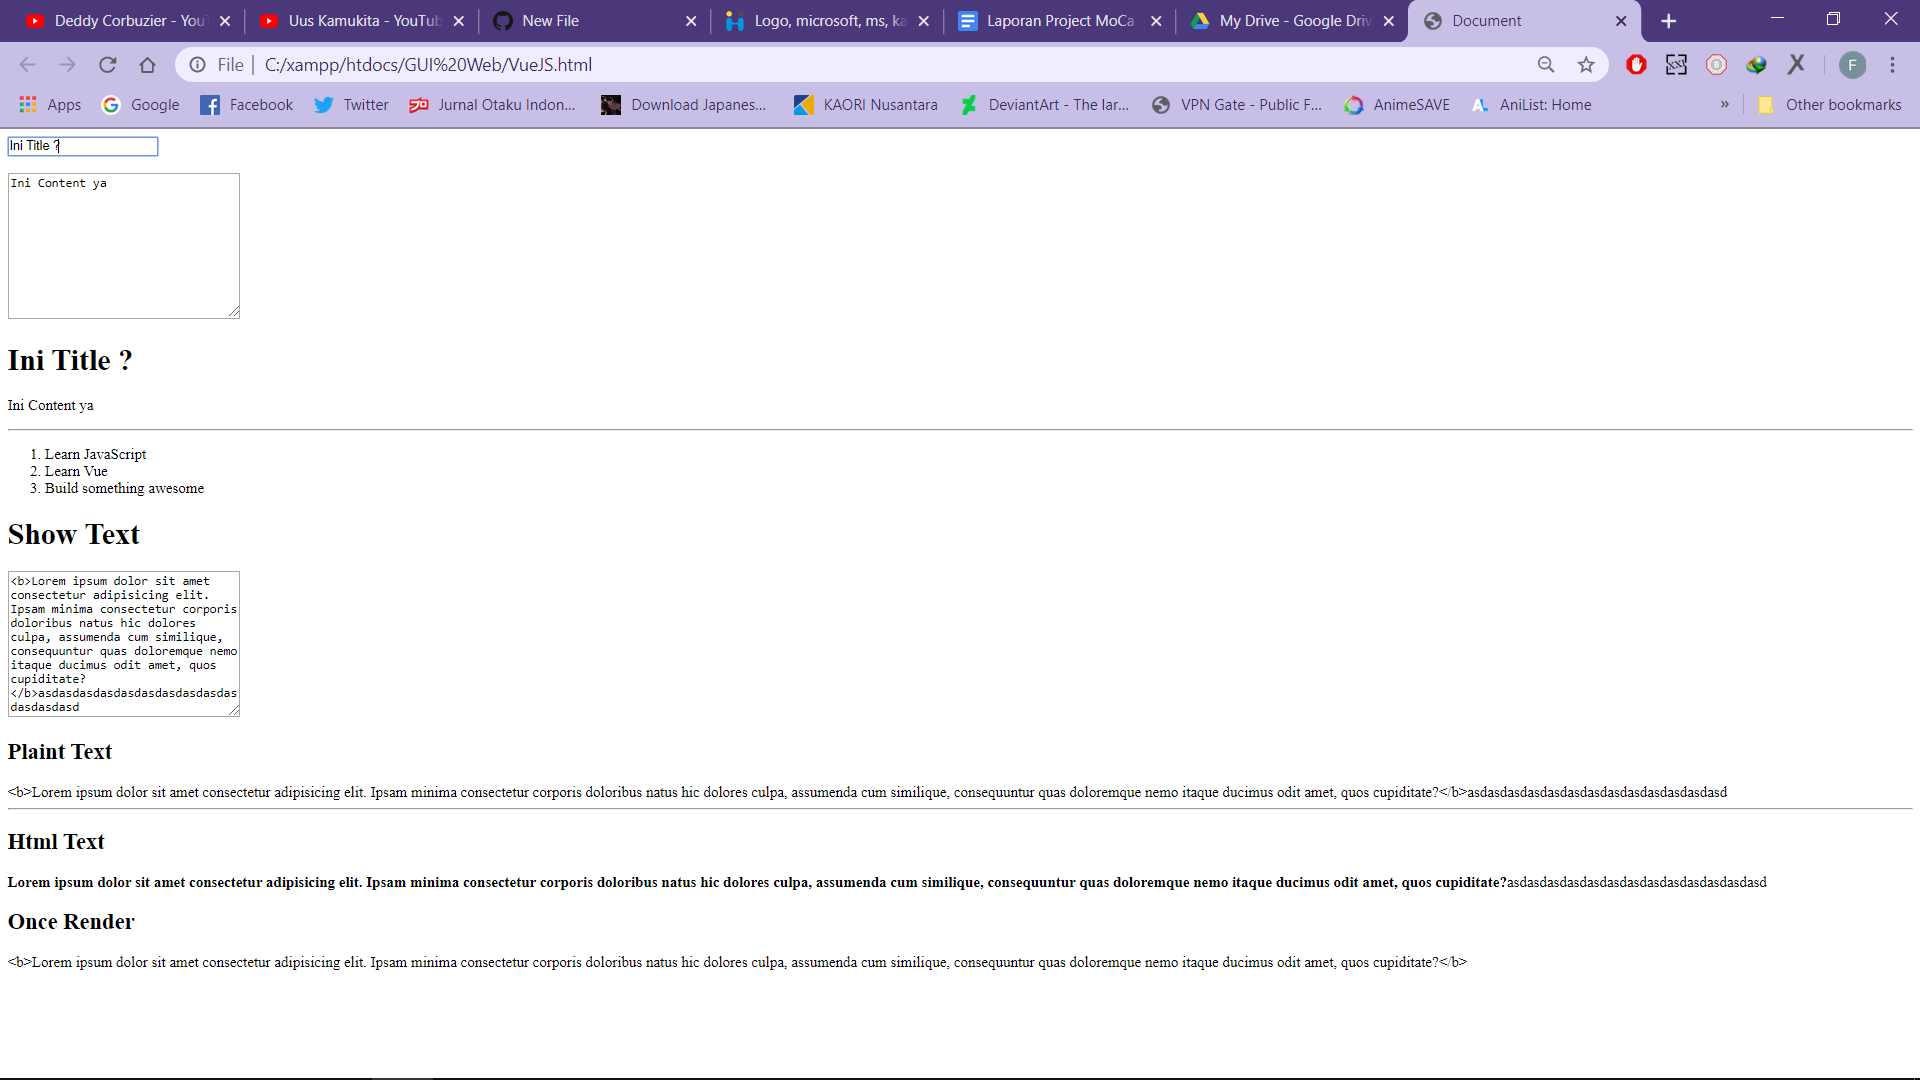 Deddy Corbuzier - You
Uus Kamukita - YouTub
New File
Logo, microsoft, ms, ka
Laporan Project MoCa
My Drive - Google Driv
Document
File | C:/xampp/htdocs/GUI%20Web/VueJS.html
F
Apps
Google
Facebook
Twitter
Jurnal Otaku Indon...
Download Japanes...
KAORI Nusantara
DeviantArt - The lar...
VPN Gate - Public F...
AnimeSAVE
AniList: Home
»
Other bookmarks
Ini Title ?
Ini Content ya
Ini Title ?
Ini Content ya
1. Learn JavaScript
2. Learn Vue
3. Build something awesome
Show Text
<b>Lorem ipsum dolor sit amet
consectetur adipisicing elit.
Ipsam minima consectetur corporis
doloribus natus hic dolores
culpa, assumenda cum similique,
consequuntur quas doloremque nemo
itaque ducimus odit amet, quos
cupiditate?
</b>asdasdasdasdasdasdasdasdasdas
dasdasdasd
Plaint Text
<b>Lorem ipsum dolor sit amet consectetur adipisicing elit. Ipsam minima consectetur corporis doloribus natus hic dolores culpa, assumenda cum similique, consequuntur quas doloremque nemo itaque ducimus odit amet, quos cupiditate?</b>asdasdasdasdasdasdasdasdasdasdasdasdasd
Html Text
Lorem ipsum dolor sit amet consectetur adipisicing elit. Ipsam minima consectetur corporis doloribus natus hic dolores culpa, assumenda cum similique, consequuntur quas doloremque nemo itaque ducimus odit amet, quos cupiditate?asdasdasdasdasdasdasdasdasdasdasdasdasd
Once Render
<b>Lorem ipsum dolor sit amet consectetur adipisicing elit. Ipsam minima consectetur corporis doloribus natus hic dolores culpa, assumenda cum similique, consequuntur quas doloremque nemo itaque ducimus odit amet, quos cupiditate?</b>